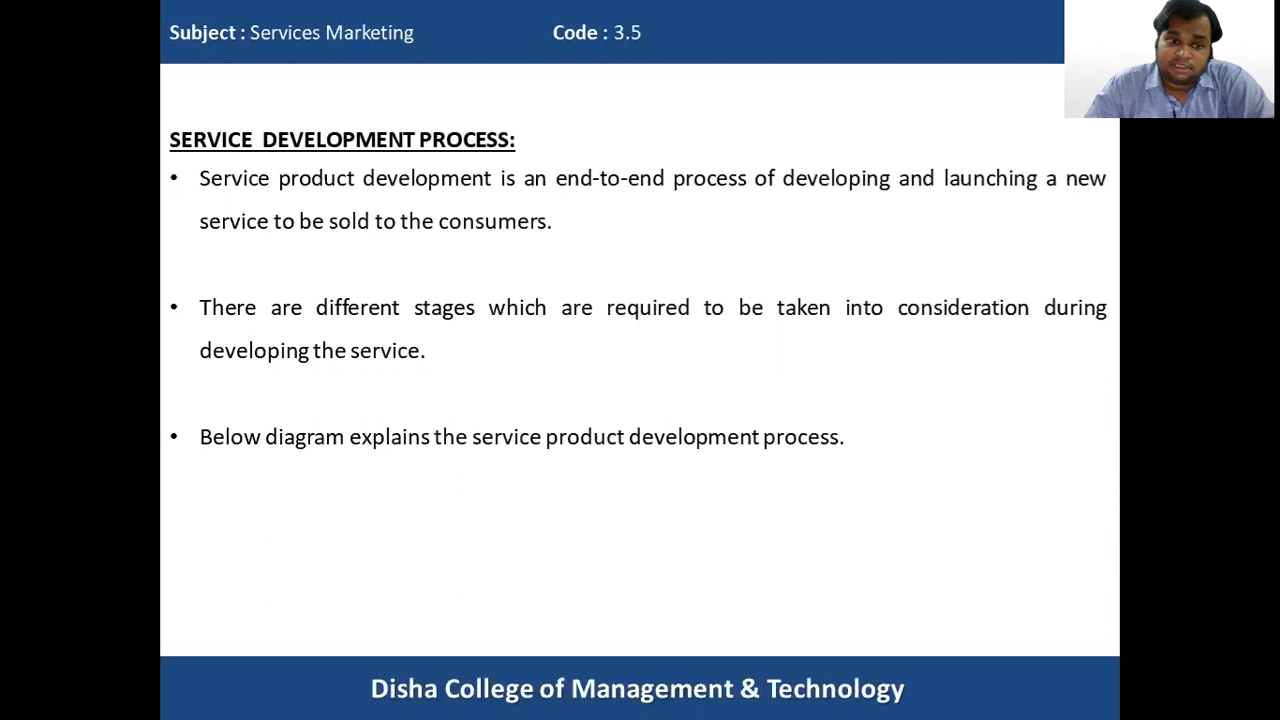 Subject : Services Marketing Code : 3.5
SERVICE DEVELOPMENT PROCESS:
• Service product development is an end-to-end process of developing and launching a new
service to be sold to the consumers.
• There are different stages which are required to be taken into consideration during
developing the service.
• Below diagram explains the service product development process.
Disha College of Management & Technology